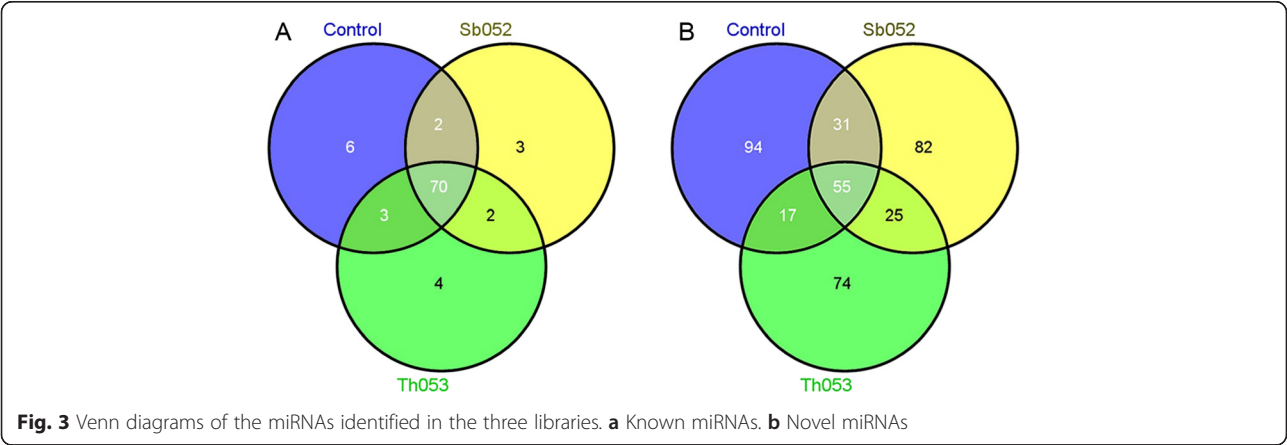 A
Control
Sb052
2
6
3
70
3
2
4
Th053
B
Control
Sb052
31
94
82
55
17
25
74
Th053
Fig. 3 Venn diagrams of the miRNAs identified in the three libraries. a Known miRNAs. b Novel miRNAs